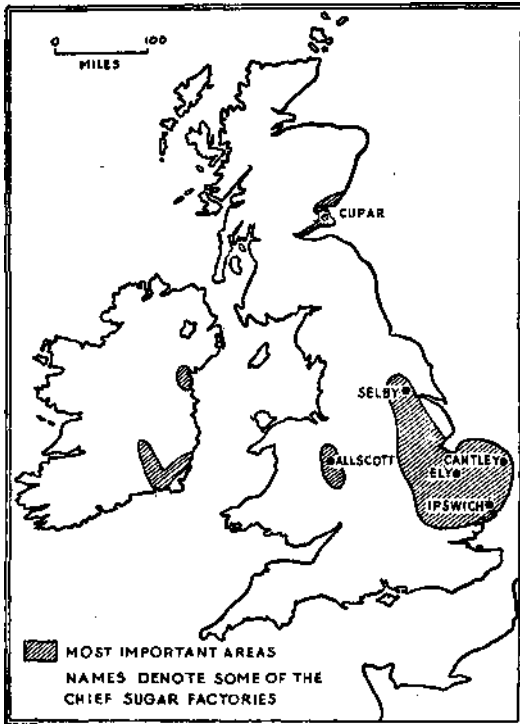 0 100
MILES
CUPAR
SELBY
ALLSCOTT
CANTLEY
ELY
IPSWICH
MOST IMPORTANT AREAS
NAMES DENOTE SOME OF THE
CHIEF SUGAR FACTORIES